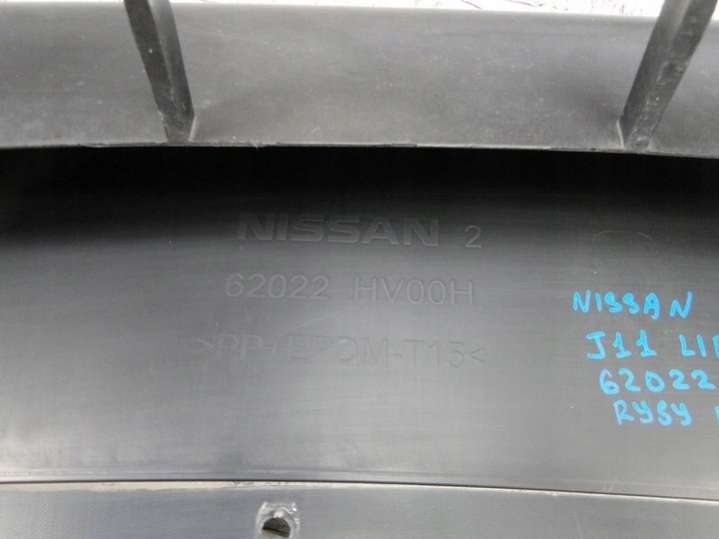 NISSAN 2
62022 HV00H
>PP+EPDM-T15<
NISSAN
J11 LI
62022
RYSY